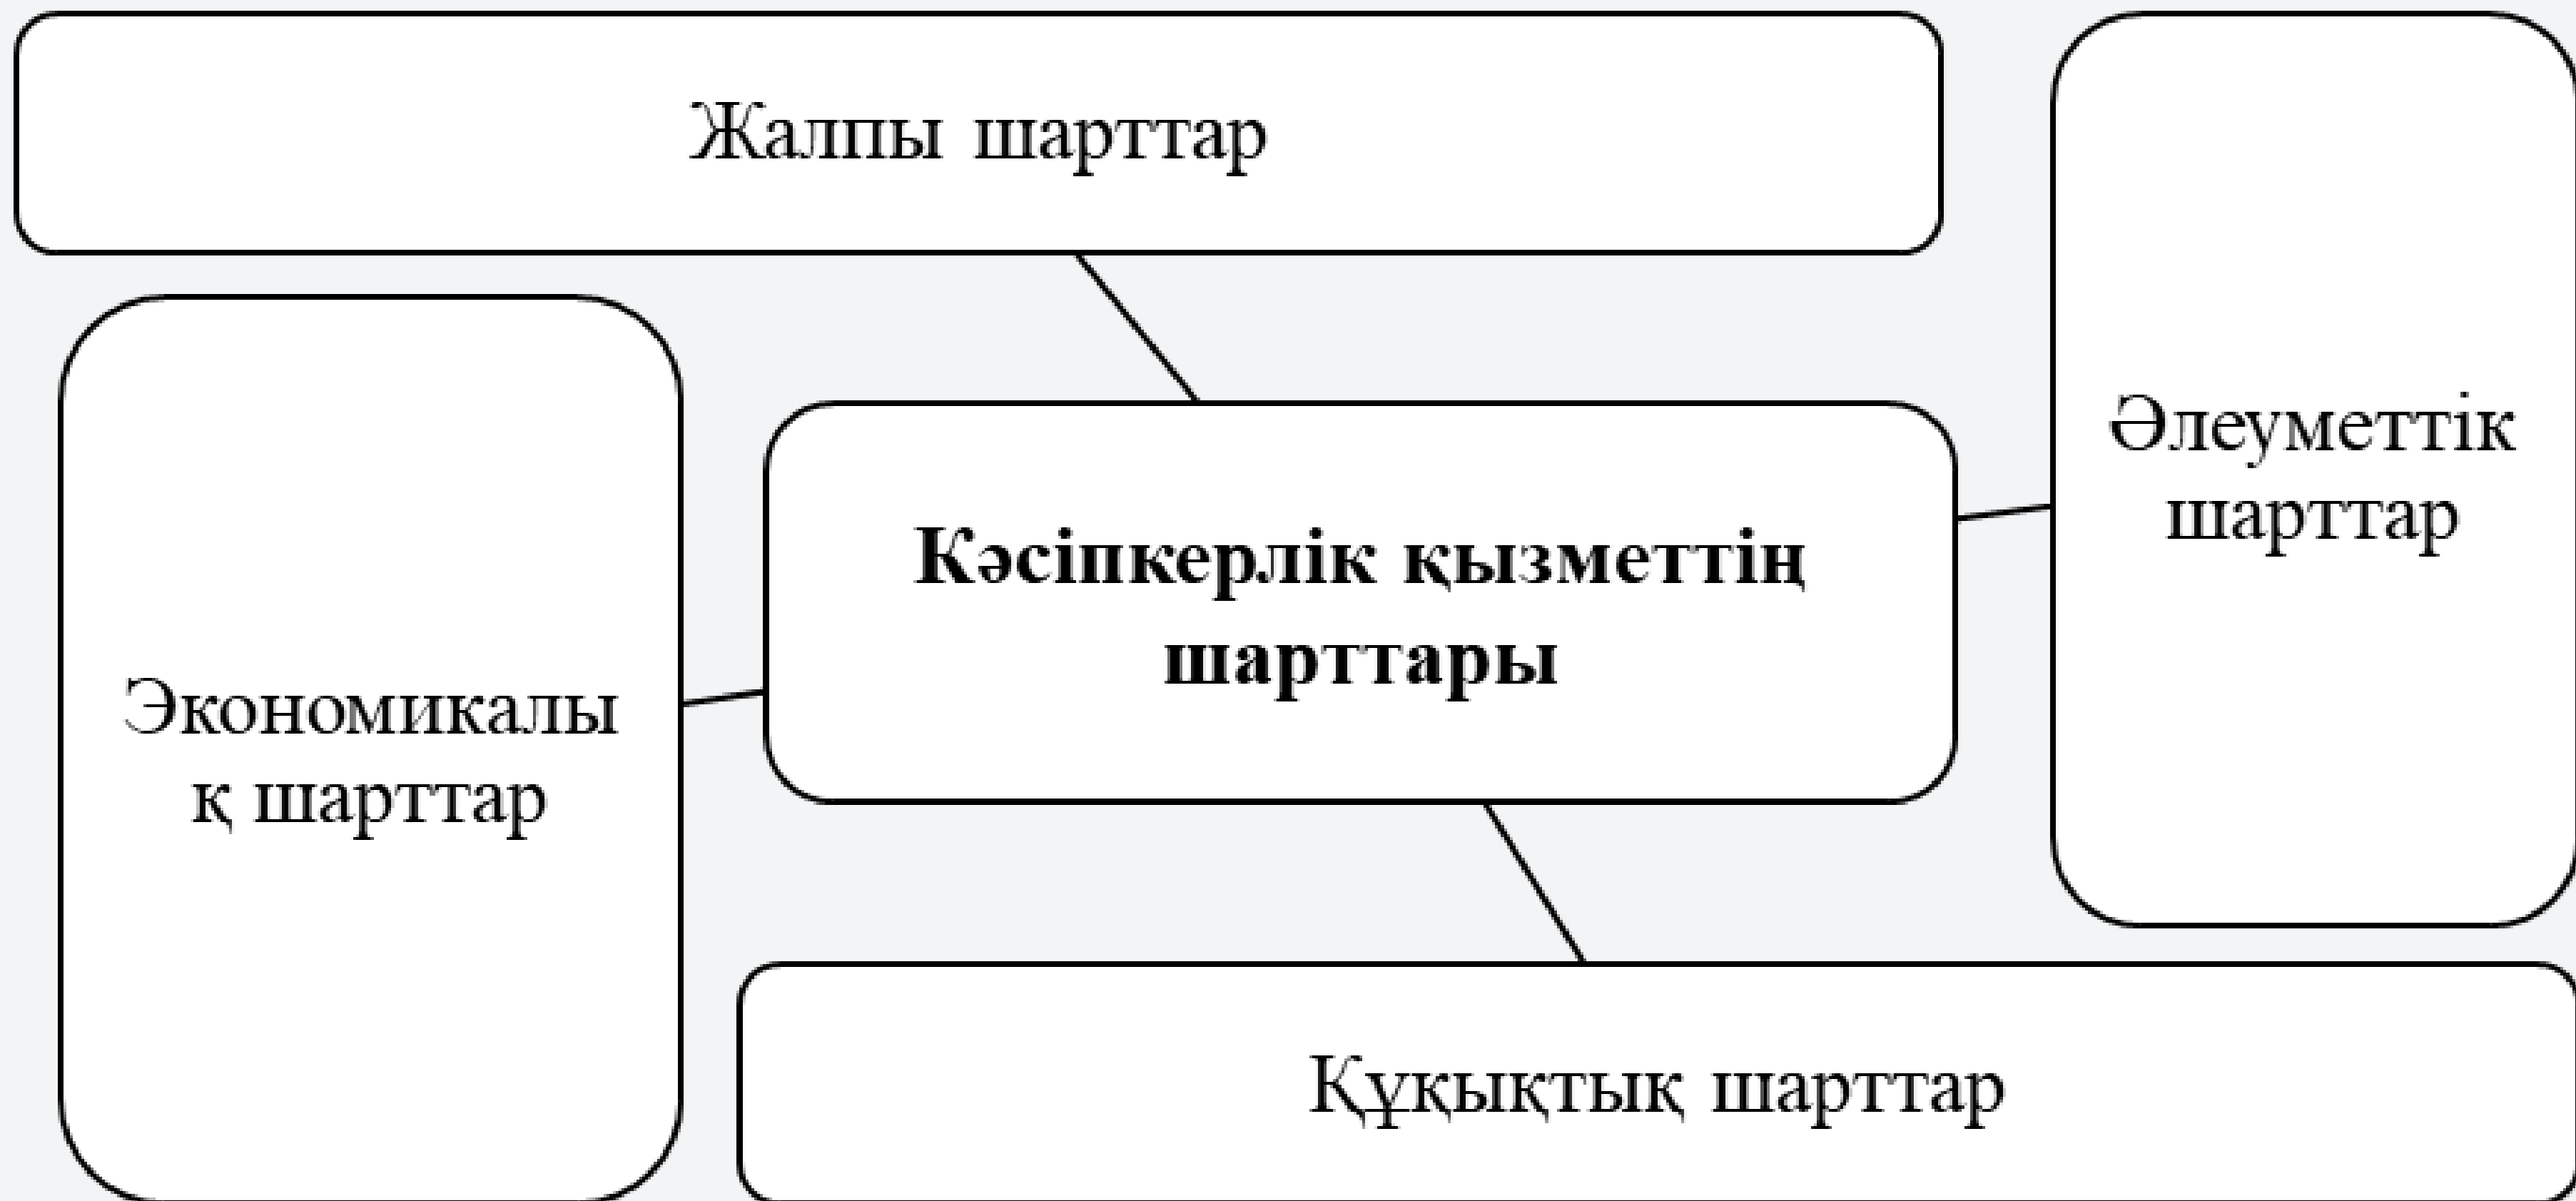 Жалпы шарттар
Әлеуметтік
шарттар
Кәсіпкерлік қызметтің
шарттары
Экономикалы
қ шарттар
Құқықтық шарттар